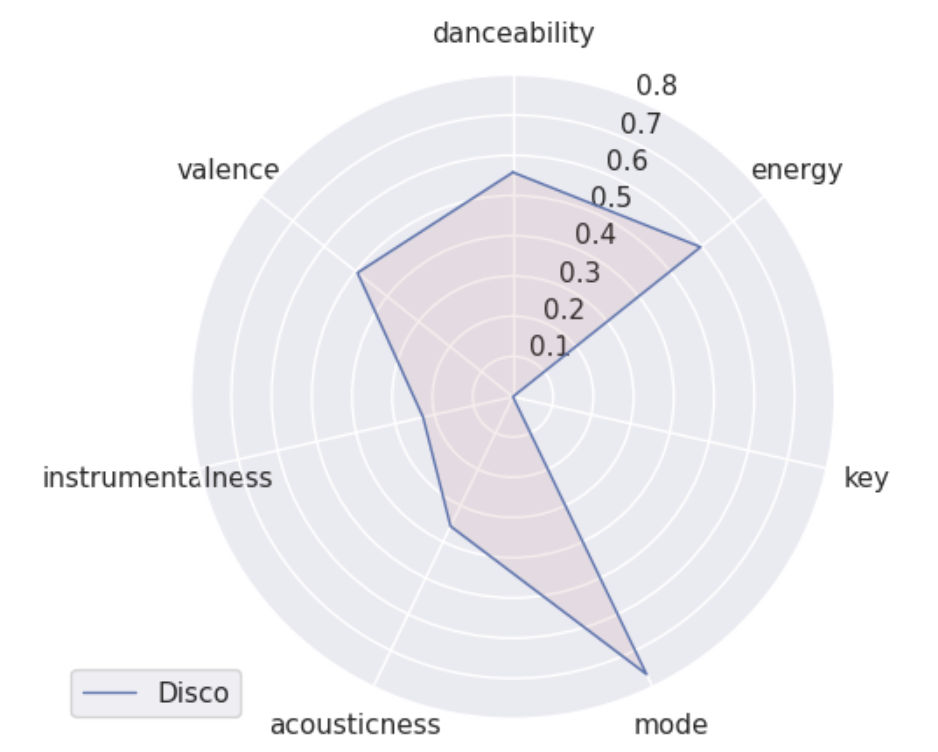 danceability
0.8
0.7
0.6
valence
energy
0.5
0.4
0.3
0.2
0.1
instrumentalness
key
Disco
acousticness
mode